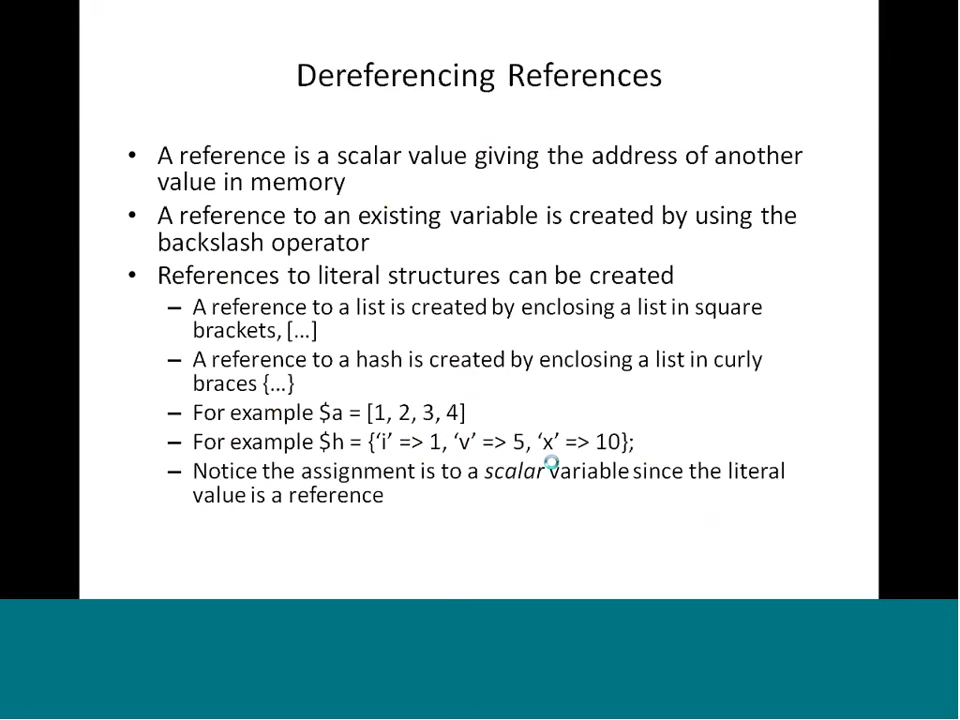 Dereferencing References
• A reference is a scalar value giving the address of another
value in memory
• A reference to an existing variable is created by using the
backslash operator
• References to literal structures can be created
– A reference to a list is created by enclosing a list in square
brackets, […]
– A reference to a hash is created by enclosing a list in curly
braces {…}
– For example $a = [1, 2, 3, 4]
– For example $h = {‘i’ => 1, ‘v’ => 5, ‘x’ => 10};
– Notice the assignment is to a scalar variable since the literal
value is a reference